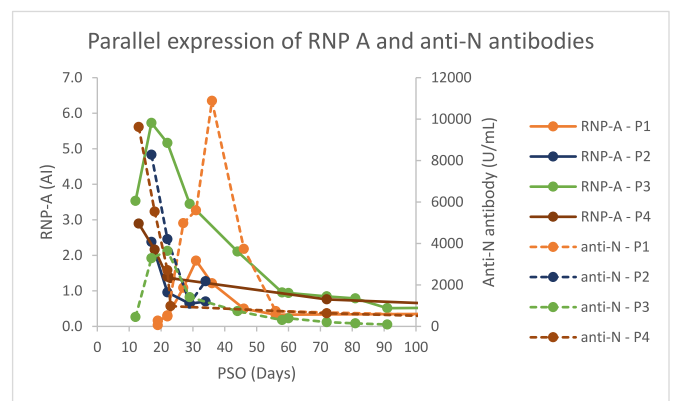 Parallel expression of RNP A and anti-N antibodies
7.0
6.0
5.0
4.0
3.0
2.0
1.0
0.0
RNP-A (AI)
12000
10000
8000
6000
4000
2000
0
Anti-N antibody (U/mL)
0 10 20 30 40 50 60 70 80 90 100
PSO (Days)
RNP-A - P1
RNP-A - P2
RNP-A - P3
RNP-A - P4
anti-N - P1
anti-N - P2
anti-N - P3
anti-N - P4